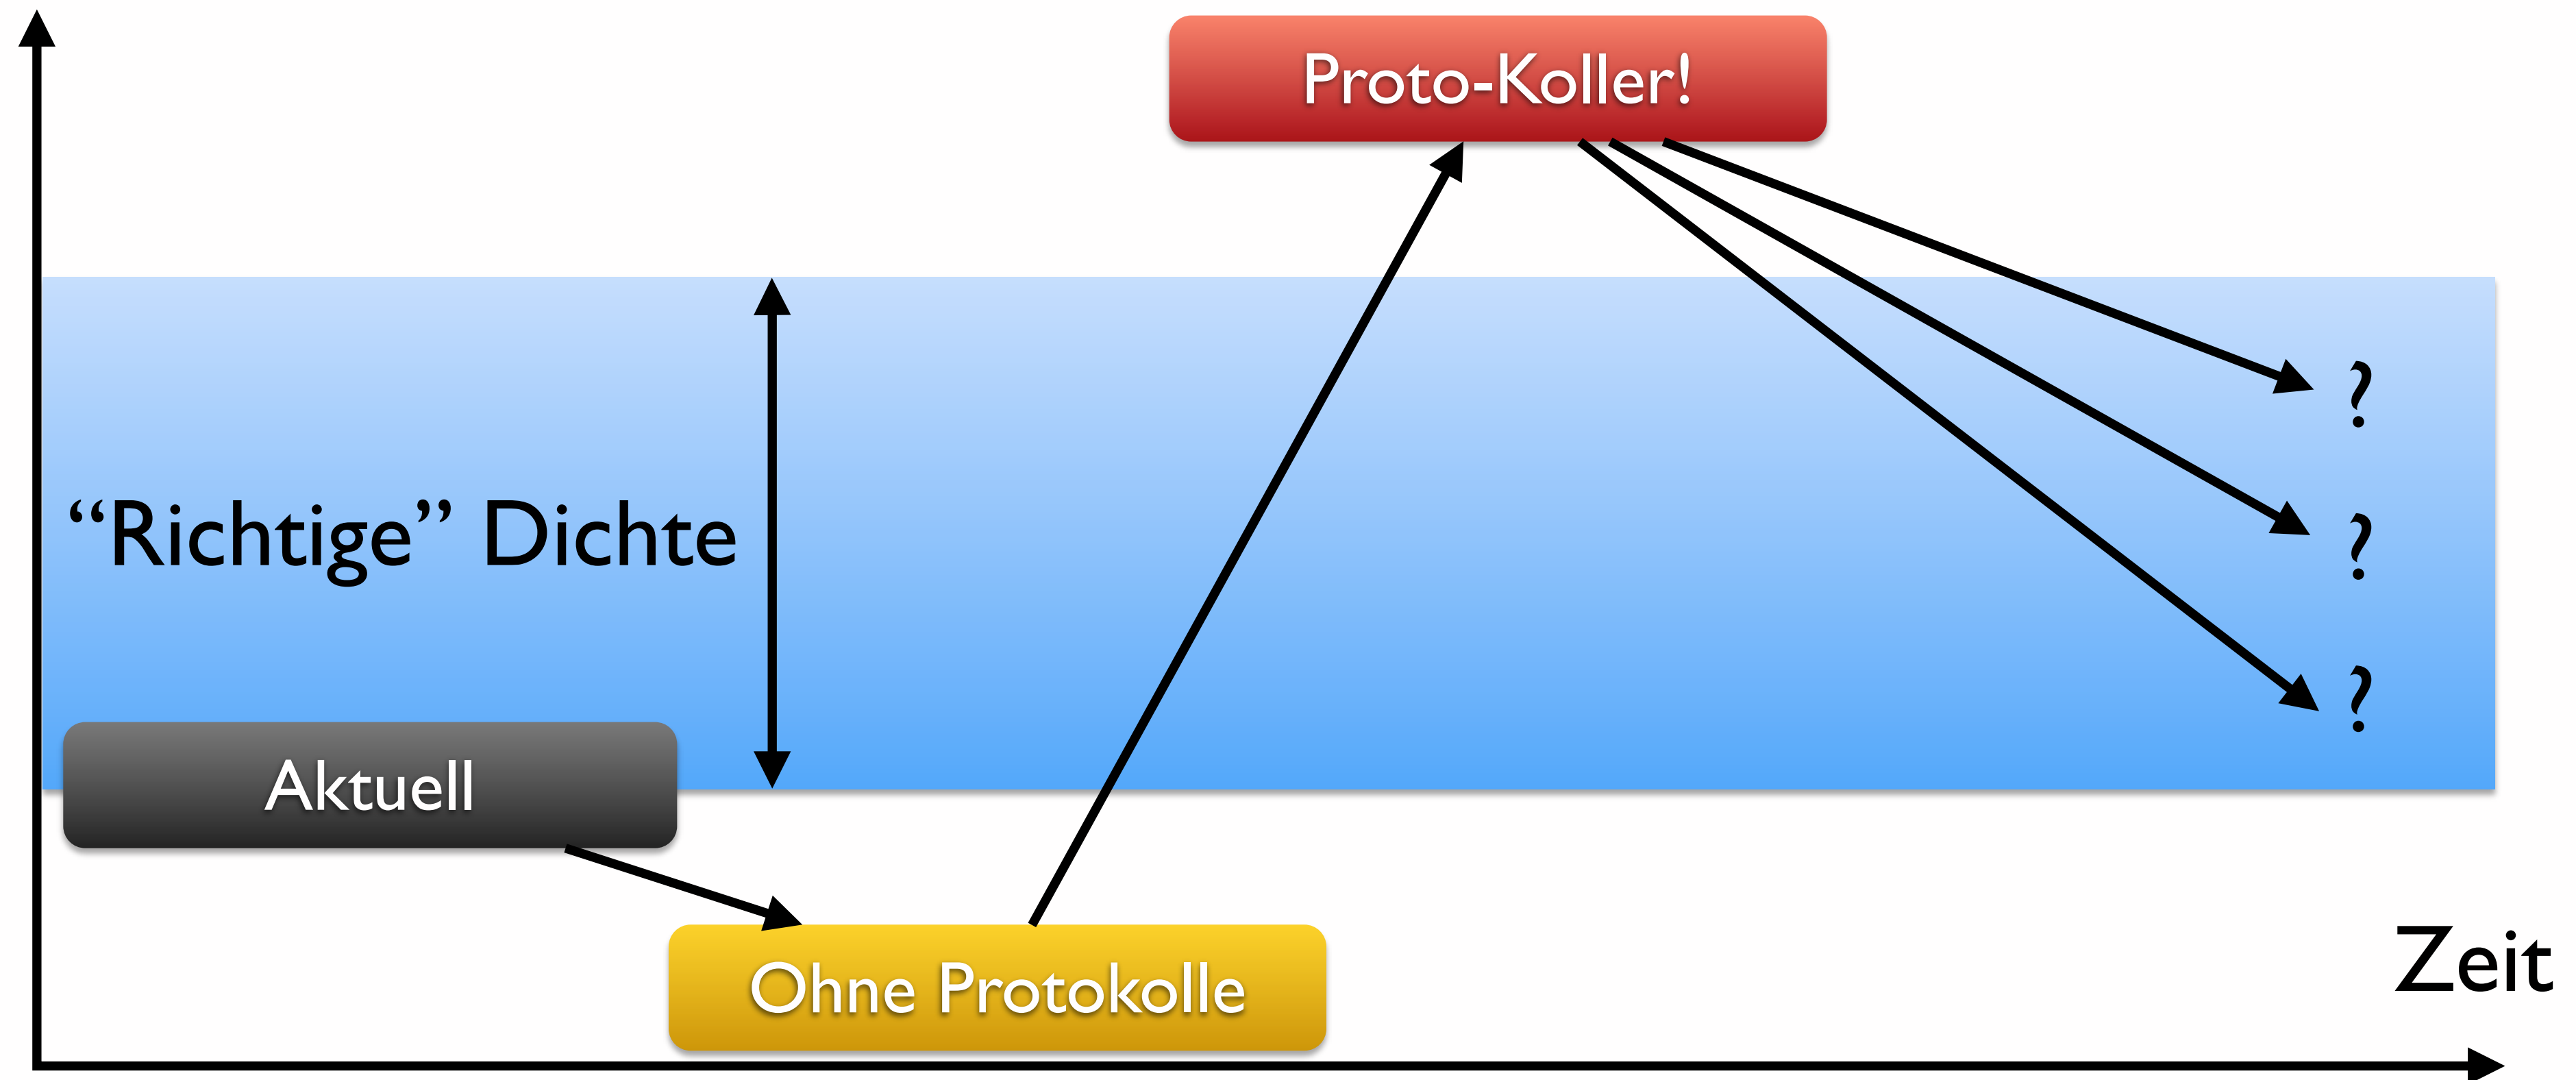 Proto-Koller!
?
“Richtige” Dichte
?
?
Aktuell
Zeit
Ohne Protokolle